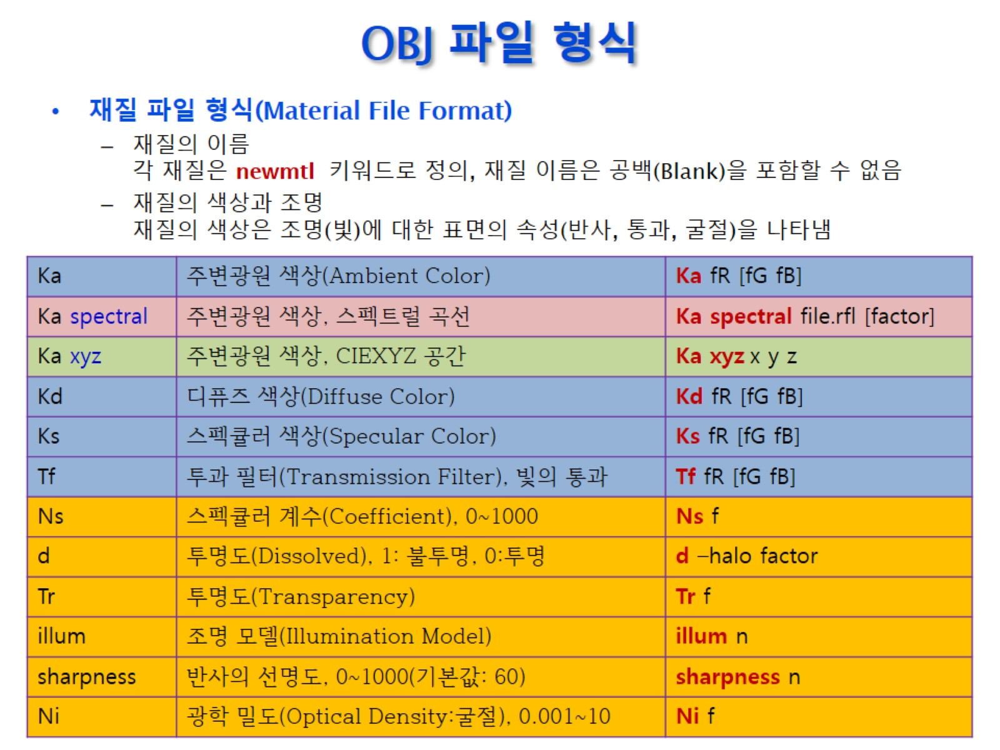 OBJ 파일 형식
• 재질 파일 형식(Material File Format)
– 재질의 이름
각 재질은 newmtl 키워드로 정의, 재질 이름은 공백(Blank)을 포함할 수 없음
– 재질의 색상과 조명
재질의 색상은 조명(빛)에 대한 표면의 속성(반사, 통과, 굴절)을 나타냄
Ka 주변광원 색상(Ambient Color) Ka fR [fG fB]
Ka spectral 주변광원 색상, 스펙트럴 곡선 Ka spectral file.rfl [factor]
Ka xyz 주변광원 색상, CIEXYZ 공간 Ka xyz x y z
Kd 디퓨즈 색상(Diffuse Color) Kd fR [fG fB]
Ks 스펙큘러 색상(Specular Color) Ks fR [fG fB]
Tf 투과 필터(Transmission Filter), 빛의 통과 Tf fR [fG fB]
Ns 스펙큘러 계수(Coefficient), 0~1000 Ns f
d 투명도(Dissolved), 1: 불투명, 0:투명 d –halo factor
Tr 투명도(Transparency) Tr f
illum 조명 모델(Illumination Model) illum n
sharpness 반사의 선명도, 0~1000(기본값: 60) sharpness n
Ni 광학 밀도(Optical Density:굴절), 0.001~10 Ni f